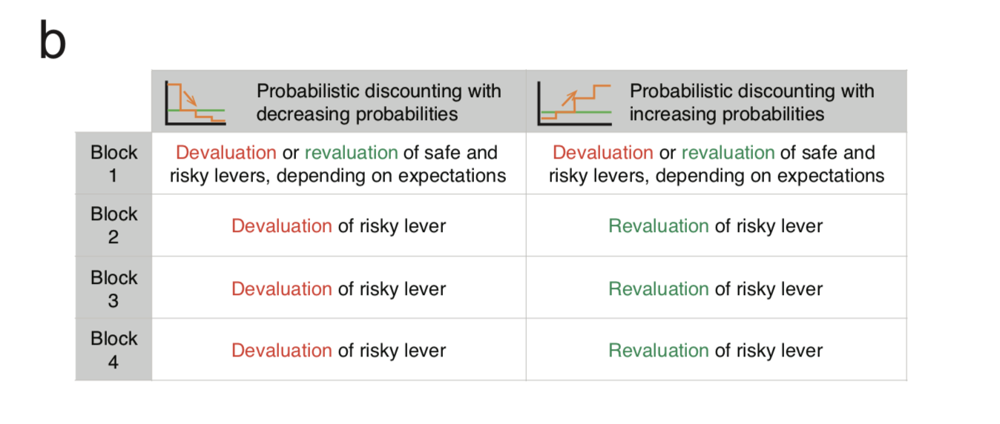 b
Probabilistic discounting with
decreasing probabilities
Probabilistic discounting with
increasing probabilities
Block
1
Devaluation or revaluation of safe and
risky levers, depending on expectations
Devaluation or revaluation of safe and
risky levers, depending on expectations
Block
2
Devaluation of risky lever
Revaluation of risky lever
Block
3
Devaluation of risky lever
Revaluation of risky lever
Block
4
Devaluation of risky lever
Revaluation of risky lever